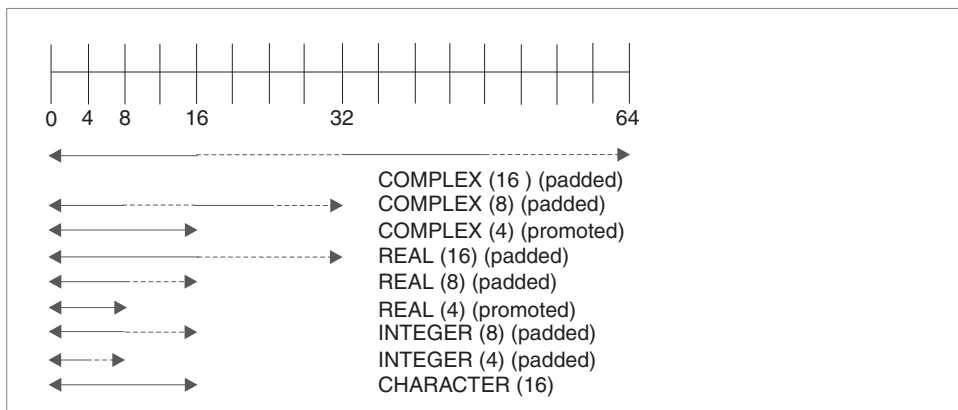 0 4 8 16 32 64
COMPLEX (16 ) (padded)
COMPLEX (8) (padded)
COMPLEX (4) (promoted)
REAL (16) (padded)
REAL (8) (padded)
REAL (4) (promoted)
INTEGER (8) (padded)
INTEGER (4) (padded)
CHARACTER (16)